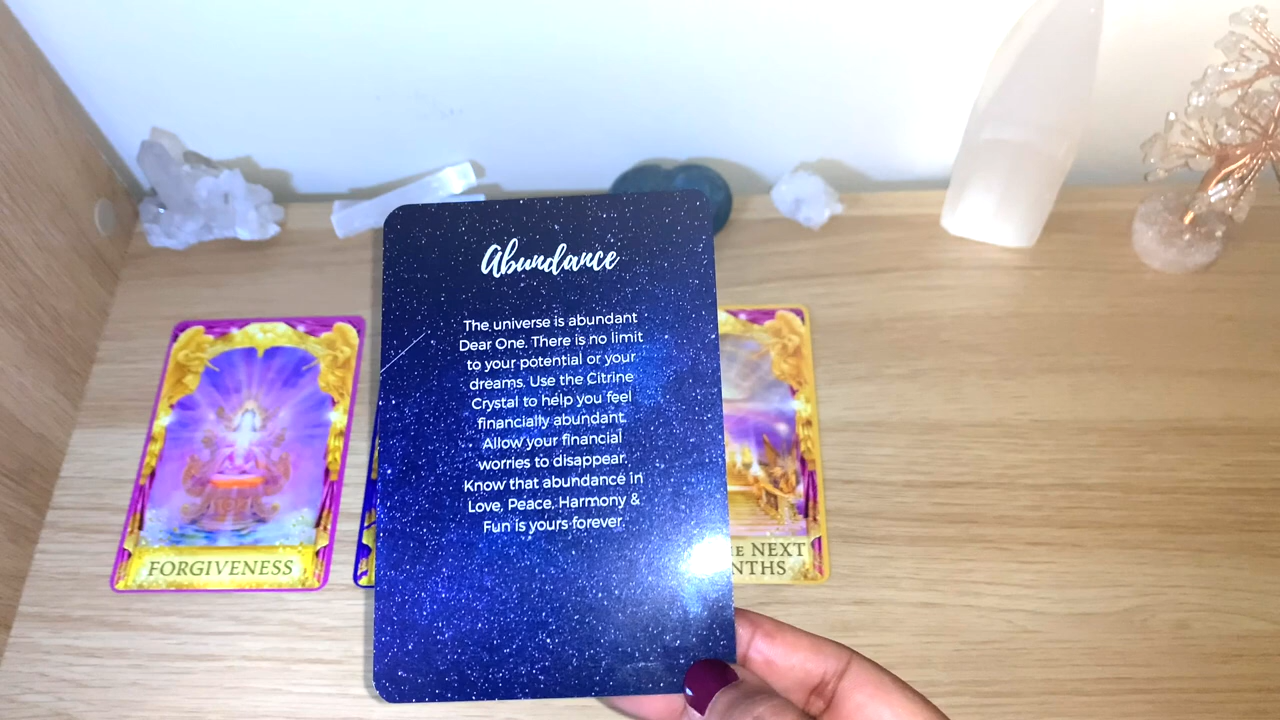 Abundance
The universe is abundant
Dear One. There is no limit
to your potential or your
dreams. Use the Citrine
Crystal to help you feel
financially abundant.
Allow your financial
worries to disappear.
Know that abundance in
Love, Peace, Harmony &
Fun is yours forever.
FORGIVENESS
NEXT